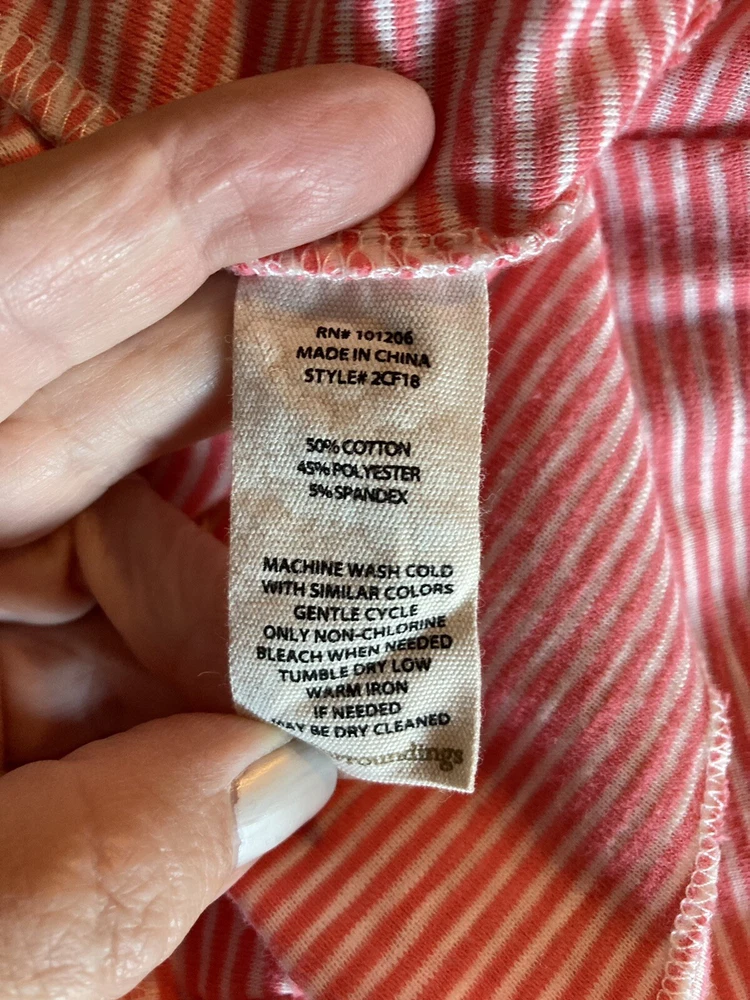 RN# 101206
MADE IN CHINA
STYLE# 2CF18
50% COTTON
45% POLYESTER
5% SPANDEX
MACHINE WASH COLD
WITH SIMILAR COLORS
GENTLE CYCLE
ONLY NON-CHLORINE
BLEACH WHEN NEEDED
TUMBLE DRY LOW
WARM IRON
IF NEEDED
MAY BE DRY CLEANED